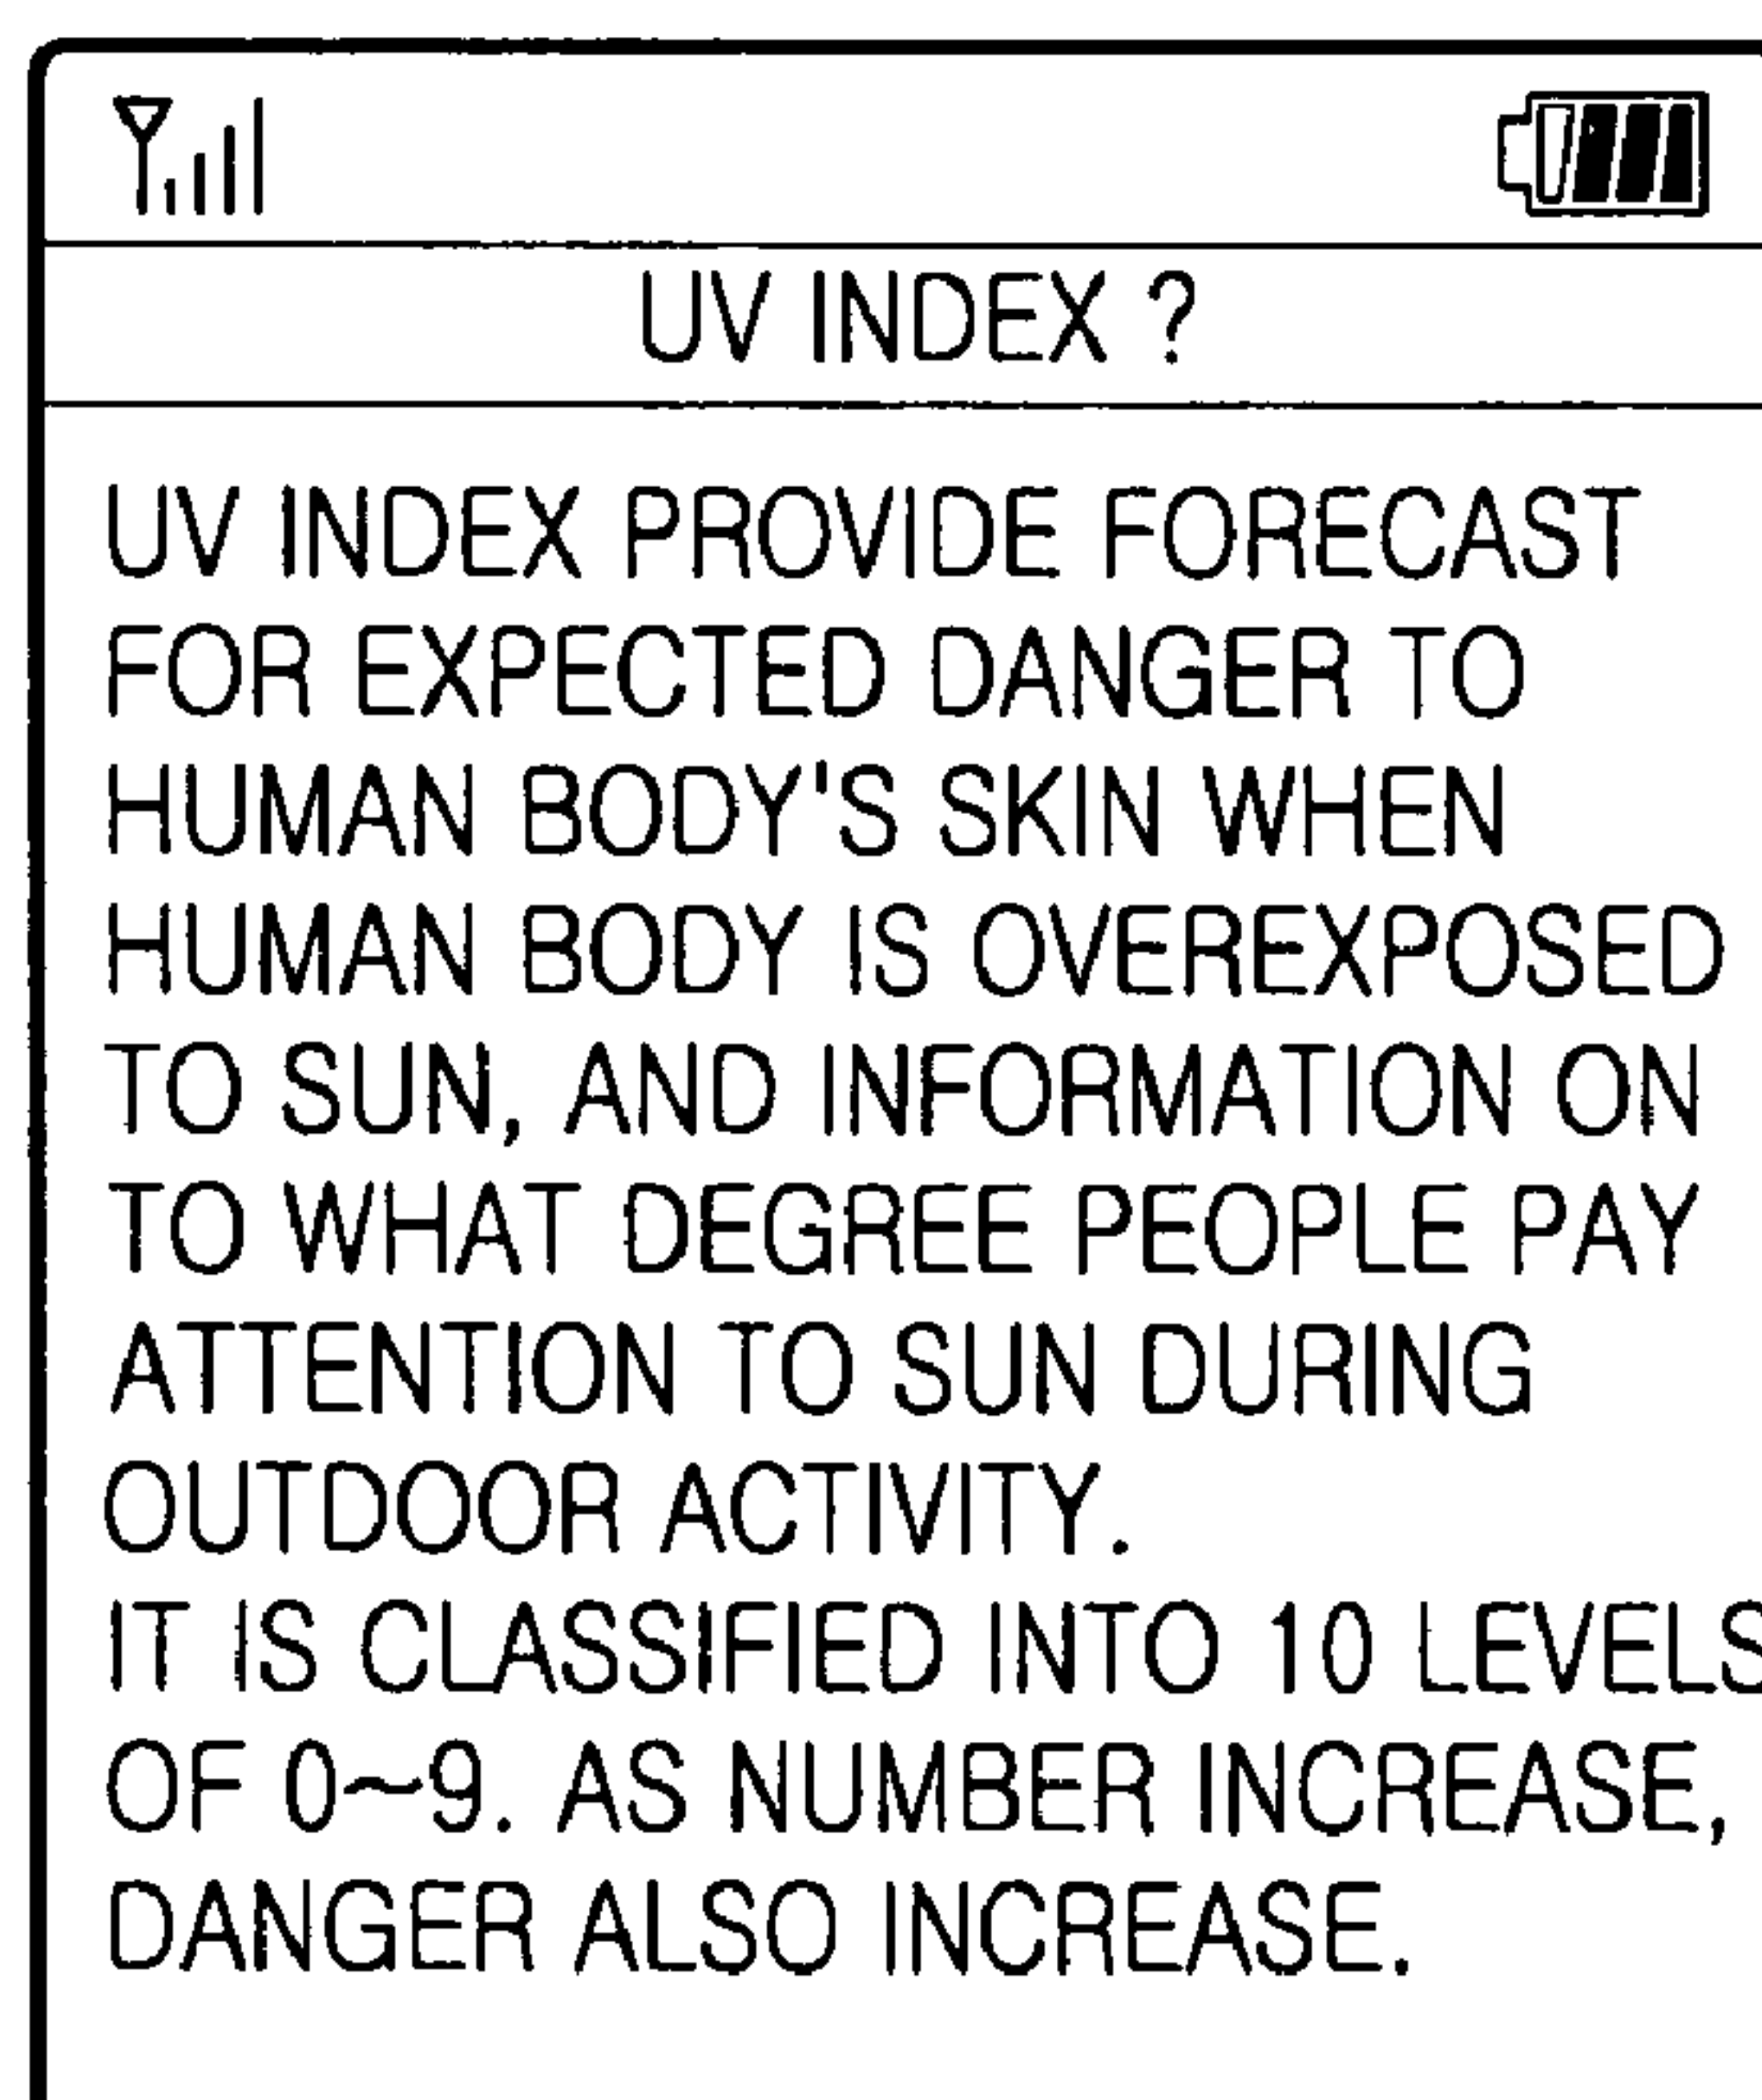 UV INDEX ?
UV INDEX PROVIDE FORECAST
FOR EXPECTED DANGER TO
HUMAN BODY'S SKIN WHEN
HUMAN BODY IS OVEREXPOSED
TO SUN, AND INFORMATION ON
TO WHAT DEGREE PEOPLE PAY
ATTENTION TO SUN DURING
OUTDOOR ACTIVITY.
IT IS CLASSIFIED INTO 10 LEVELS
OF 0~9. AS NUMBER INCREASE,
DANGER ALSO INCREASE.